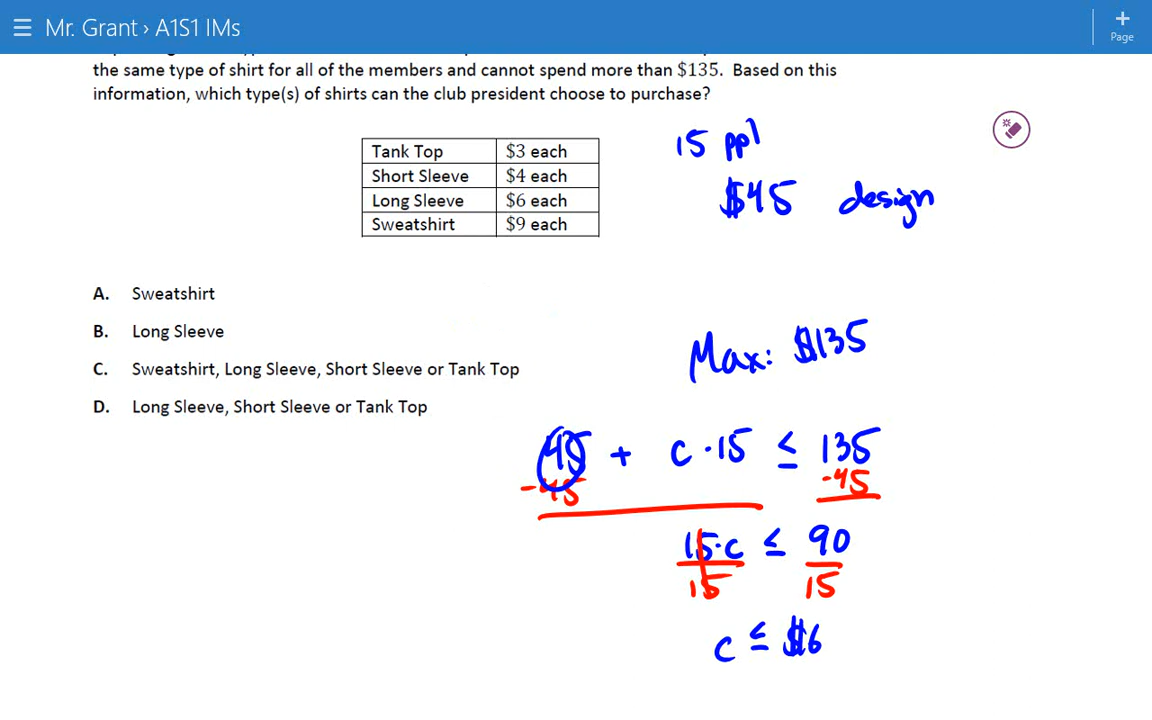 Mr. Grant › A1S1 IMs
Page
the same type of shirt for all of the members and cannot spend more than $135. Based on this
information, which type(s) of shirts can the club president choose to purchase?
Tank Top $3 each
Short Sleeve $4 each
Long Sleeve $6 each
Sweatshirt $9 each
15 ppl
$45 design
A. Sweatshirt
B. Long Sleeve
C. Sweatshirt, Long Sleeve, Short Sleeve or Tank Top
D. Long Sleeve, Short Sleeve or Tank Top
Max: $135
45 + c · 15 ≤ 135
-45 -45
15·c ≤ 90
15 15
c ≤ $6